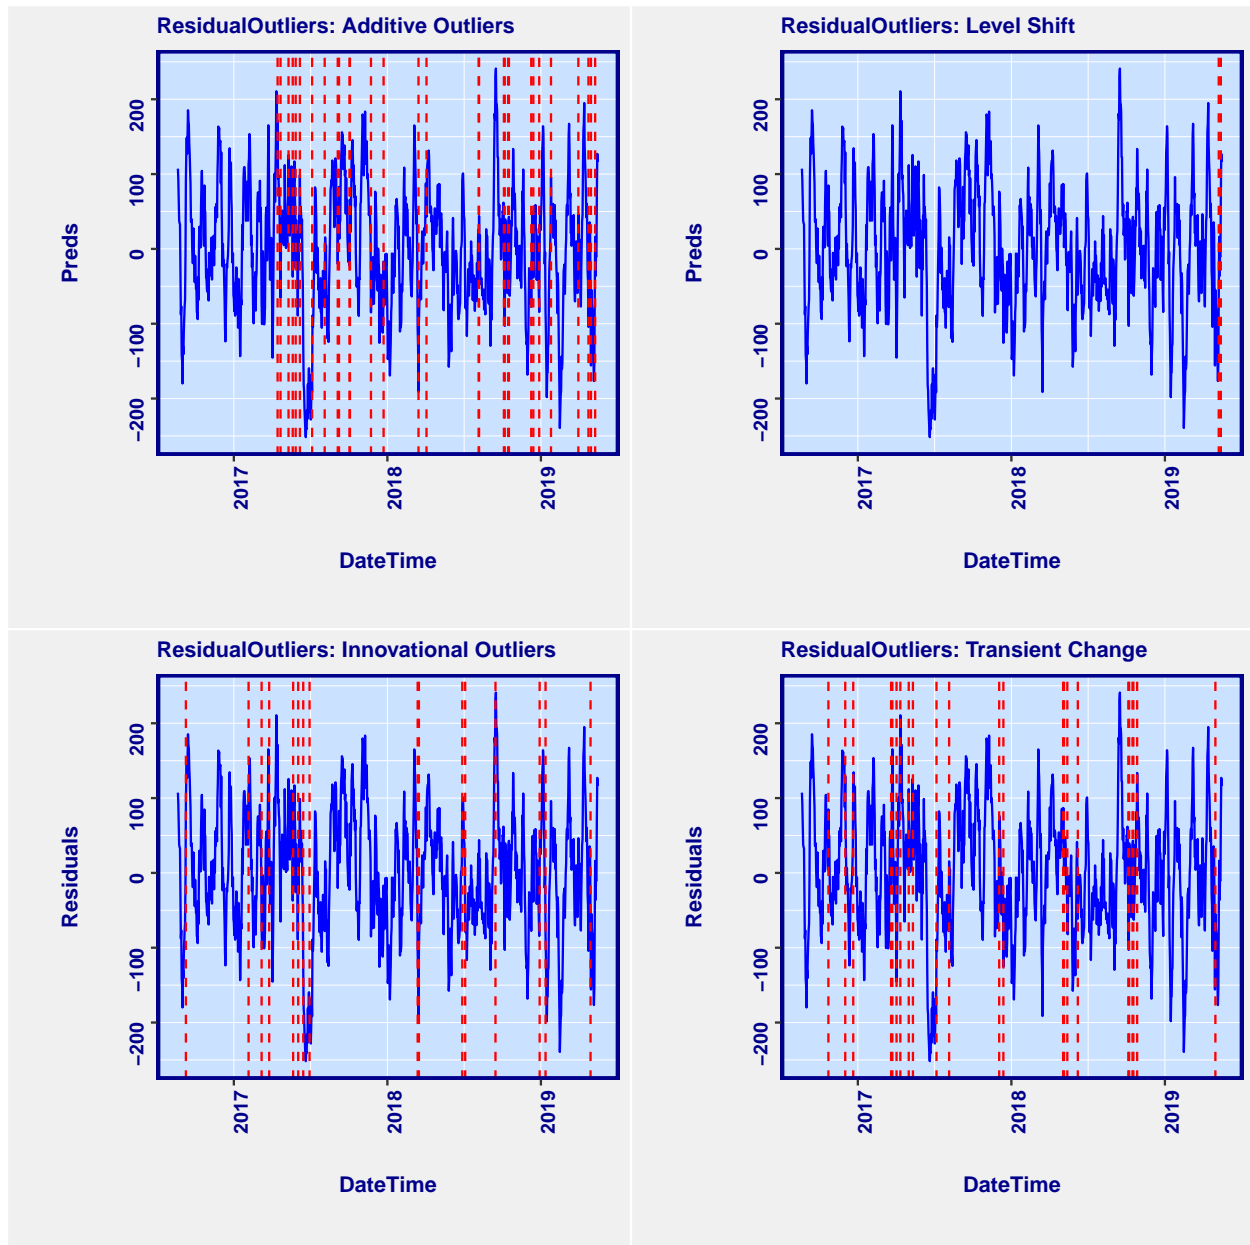 ResidualOutliers: Additive Outliers
Preds
200
100
0
−100
−200
2017
2018
2019
DateTime
ResidualOutliers: Level Shift
Preds
200
100
0
−100
−200
2017
2018
2019
DateTime
ResidualOutliers: Innovational Outliers
Residuals
200
100
0
−100
−200
2017
2018
2019
DateTime
ResidualOutliers: Transient Change
Residuals
200
100
0
−100
−200
2017
2018
2019
DateTime